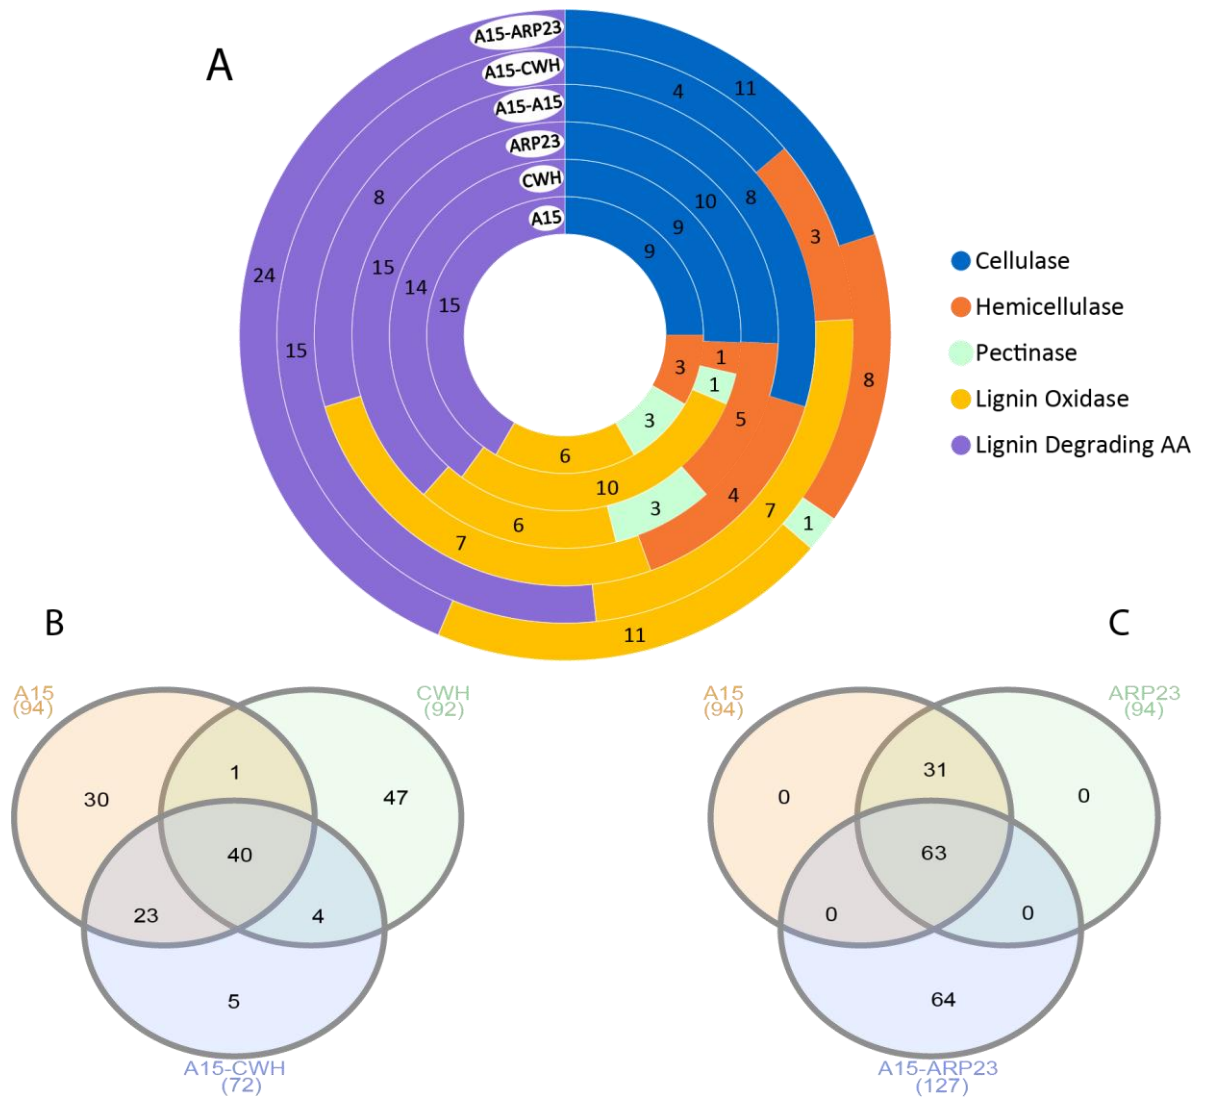 A
A15-ARP23
A15-CWH
A15-A15
ARP23
CWH
A15
11
4
8
10
9
9
3
8
3
1
1
5
3
4
7
1
3
6
10
6
7
11
8
15
14
15
24
15
Cellulase
Hemicellulase
Pectinase
Lignin Oxidase
Lignin Degrading AA
B
A15
(94)
CWH
(92)
1
30
47
40
23
4
5
A15-CWH
(72)
C
A15
(94)
ARP23
(94)
31
0
0
63
0
0
64
A15-ARP23
(127)